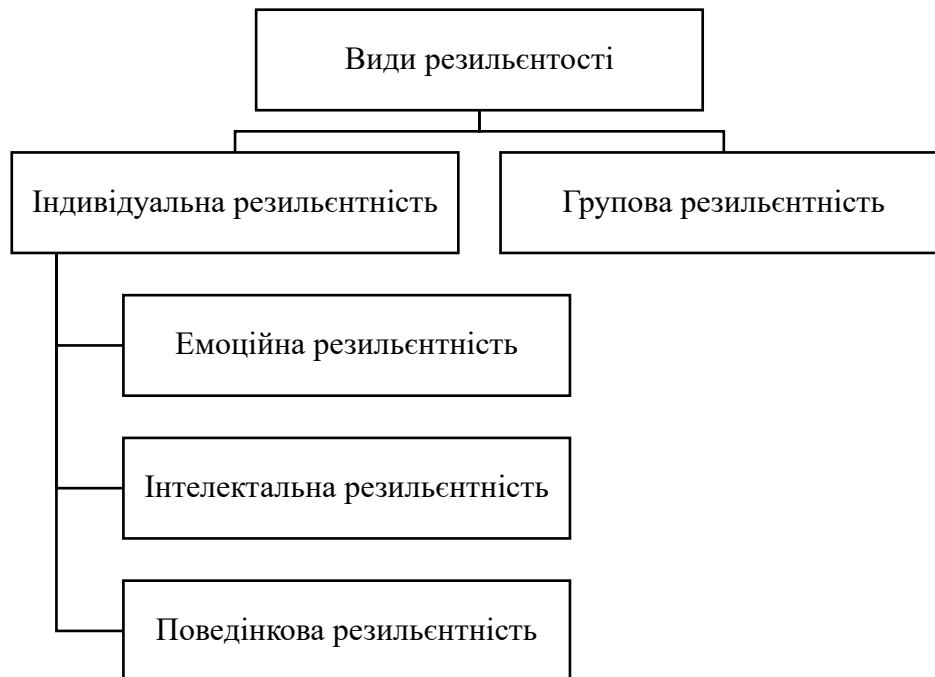 Види резильєнтості
Індивідуальна резильєнтність
Групова резильєнтність
Емоційна резильєнтність
Інтелектальна резильєнтність
Поведінкова резильєнтність